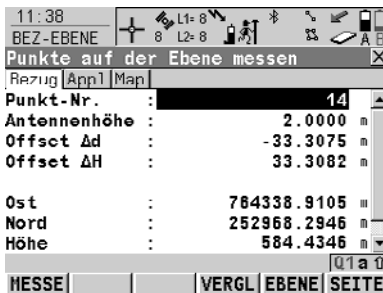 11:38
BEZ-EBENE
8
L1= 8
L2= 8
A B
Punkte auf der Ebene messen
Bezug Appl Map
Punkt-Nr. : 14
Antennenhöhe : 2.0000 m
Offset Δd : -33.3075 m
Offset ΔH : 33.3082 m
Ost : 764338.9105 m
Nord : 252968.2946 m
Höhe : 584.4346 m
Q1 a
MESSE VERGL EBENE SEITE